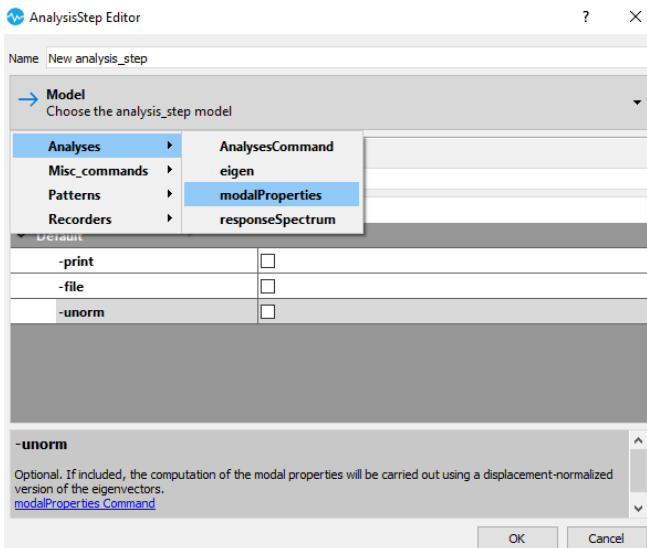 AnalysisStep Editor
? ×
Name New analysis_step
Model
Choose the analysis_step model
Analyses
Misc_commands
Patterns
Recorders
AnalysesCommand
eigen
modalProperties
responseSpectrum
Default
-print
-file
-unorm
-unorm
Optional. If included, the computation of the modal properties will be carried out using a displacement-normalized
version of the eigenvectors.
modalProperties Command
OK Cancel